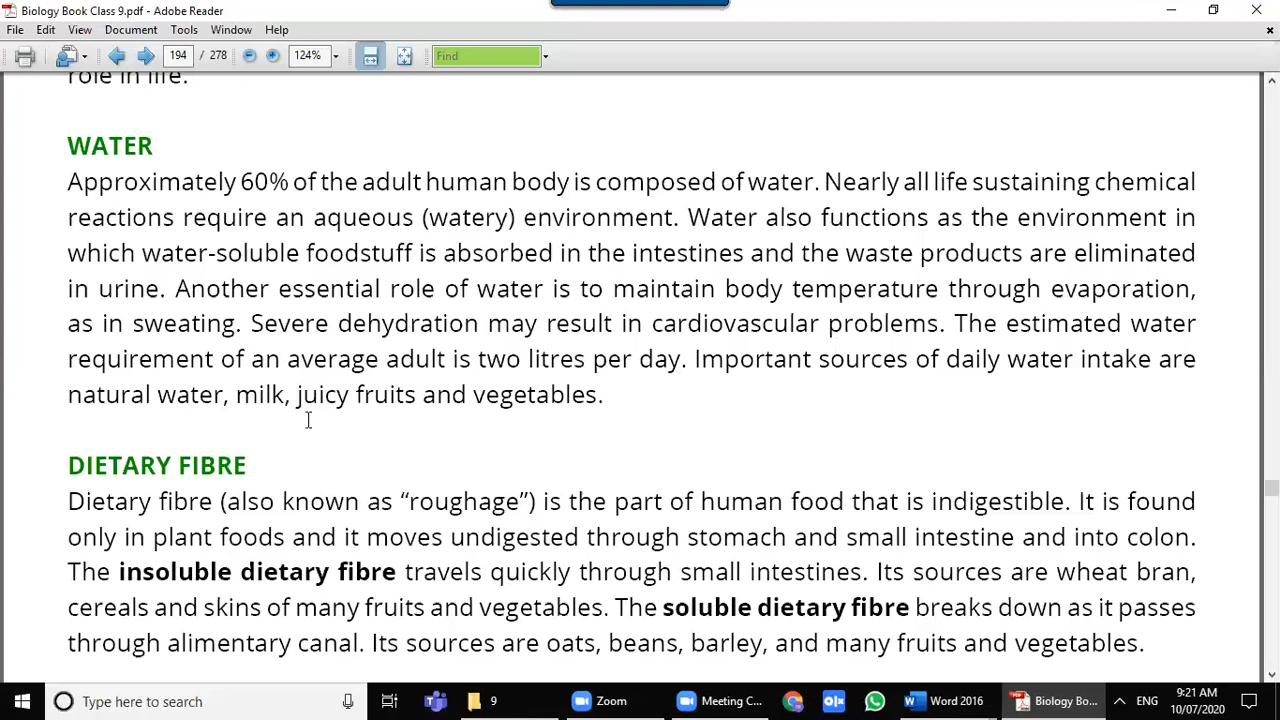 Biology Book Class 9.pdf - Adobe Reader
File Edit View Document Tools Window Help
194 / 278 124% Find
role in life.
WATER
Approximately 60% of the adult human body is composed of water. Nearly all life sustaining chemical
reactions require an aqueous (watery) environment. Water also functions as the environment in
which water-soluble foodstuff is absorbed in the intestines and the waste products are eliminated
in urine. Another essential role of water is to maintain body temperature through evaporation,
as in sweating. Severe dehydration may result in cardiovascular problems. The estimated water
requirement of an average adult is two litres per day. Important sources of daily water intake are
natural water, milk, juicy fruits and vegetables.
DIETARY FIBRE
Dietary fibre (also known as “roughage”) is the part of human food that is indigestible. It is found
only in plant foods and it moves undigested through stomach and small intestine and into colon.
The insoluble dietary fibre travels quickly through small intestines. Its sources are wheat bran,
cereals and skins of many fruits and vegetables. The soluble dietary fibre breaks down as it passes
through alimentary canal. Its sources are oats, beans, barley, and many fruits and vegetables.
Type here to search 9 Zoom Meeting C... Word 2016 Biology Bo... ENG 9:21 AM
10/07/2020